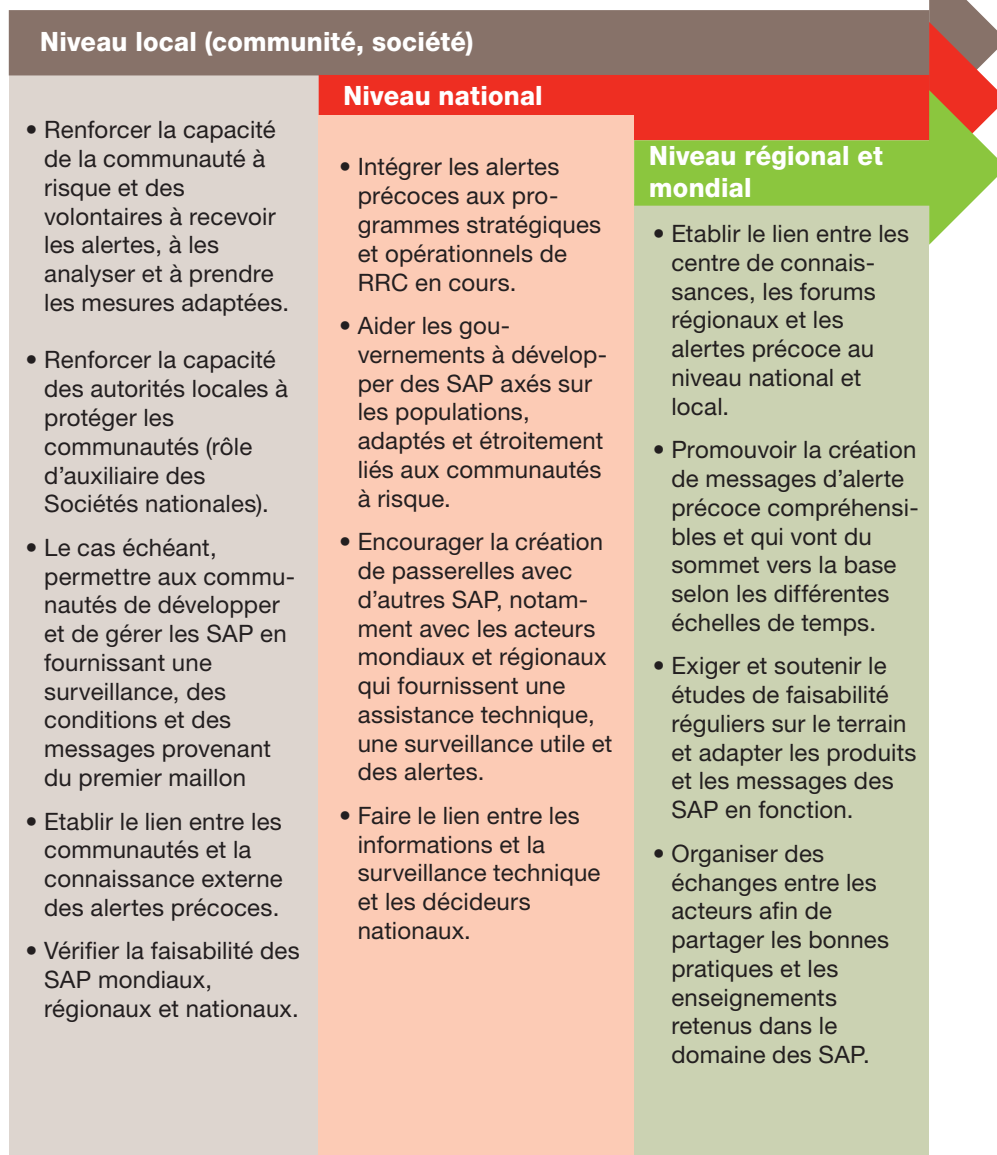 Niveau local (communité, société)
• Renforcer la capacité
de la communauté à
risque et des
volontaires à recevoir
les alertes, à les
analyser et à prendre
les mesures adaptées.
• Renforcer la capacité
des autorités locales à
protéger les
communautés (rôle
d'auxiliaire des
Sociétés nationales).
• Le cas échéant,
permettre aux commu-
nautés de développer
et de gérer les SAP en
fournissant une
surveillance, des
conditions et des
messages provenant
du premier maillon
• Etablir le lien entre les
communautés et la
connaissance externe
des alertes précoces.
• Vérifier la faisabilité des
SAP mondiaux,
régionaux et nationaux.
Niveau national
• Intégrer les alertes
précoces aux pro-
grammes stratégiques
et opérationnels de
RRC en cours.
• Aider les gou-
vernements à dévelop-
per des SAP axés sur
les populations,
adaptés et étroitement
liés aux communautés
à risque.
• Encourager la création
de passerelles avec
d'autres SAP, notam-
ment avec les acteurs
mondiaux et régionaux
qui fournissent une
assistance technique,
une surveillance utile et
des alertes.
• Faire le lien entre les
informations et la
surveillance technique
et les décideurs
nationaux.
Niveau régional et
mondial
• Etablir le lien entre les
centre de connais-
sances, les forums
régionaux et les
alertes précoce au
niveau national et
local.
• Promouvoir la création
de messages d'alerte
précoce compréhensi-
bles et qui vont du
sommet vers la base
selon les différentes
échelles de temps.
• Exiger et soutenir le
études de faisabilité
réguliers sur le terrain
et adapter les produits
et les messages des
SAP en fonction.
• Organiser des
échanges entre les
acteurs afin de
partager les bonnes
pratiques et les
enseignements
retenus dans le
domaine des SAP.